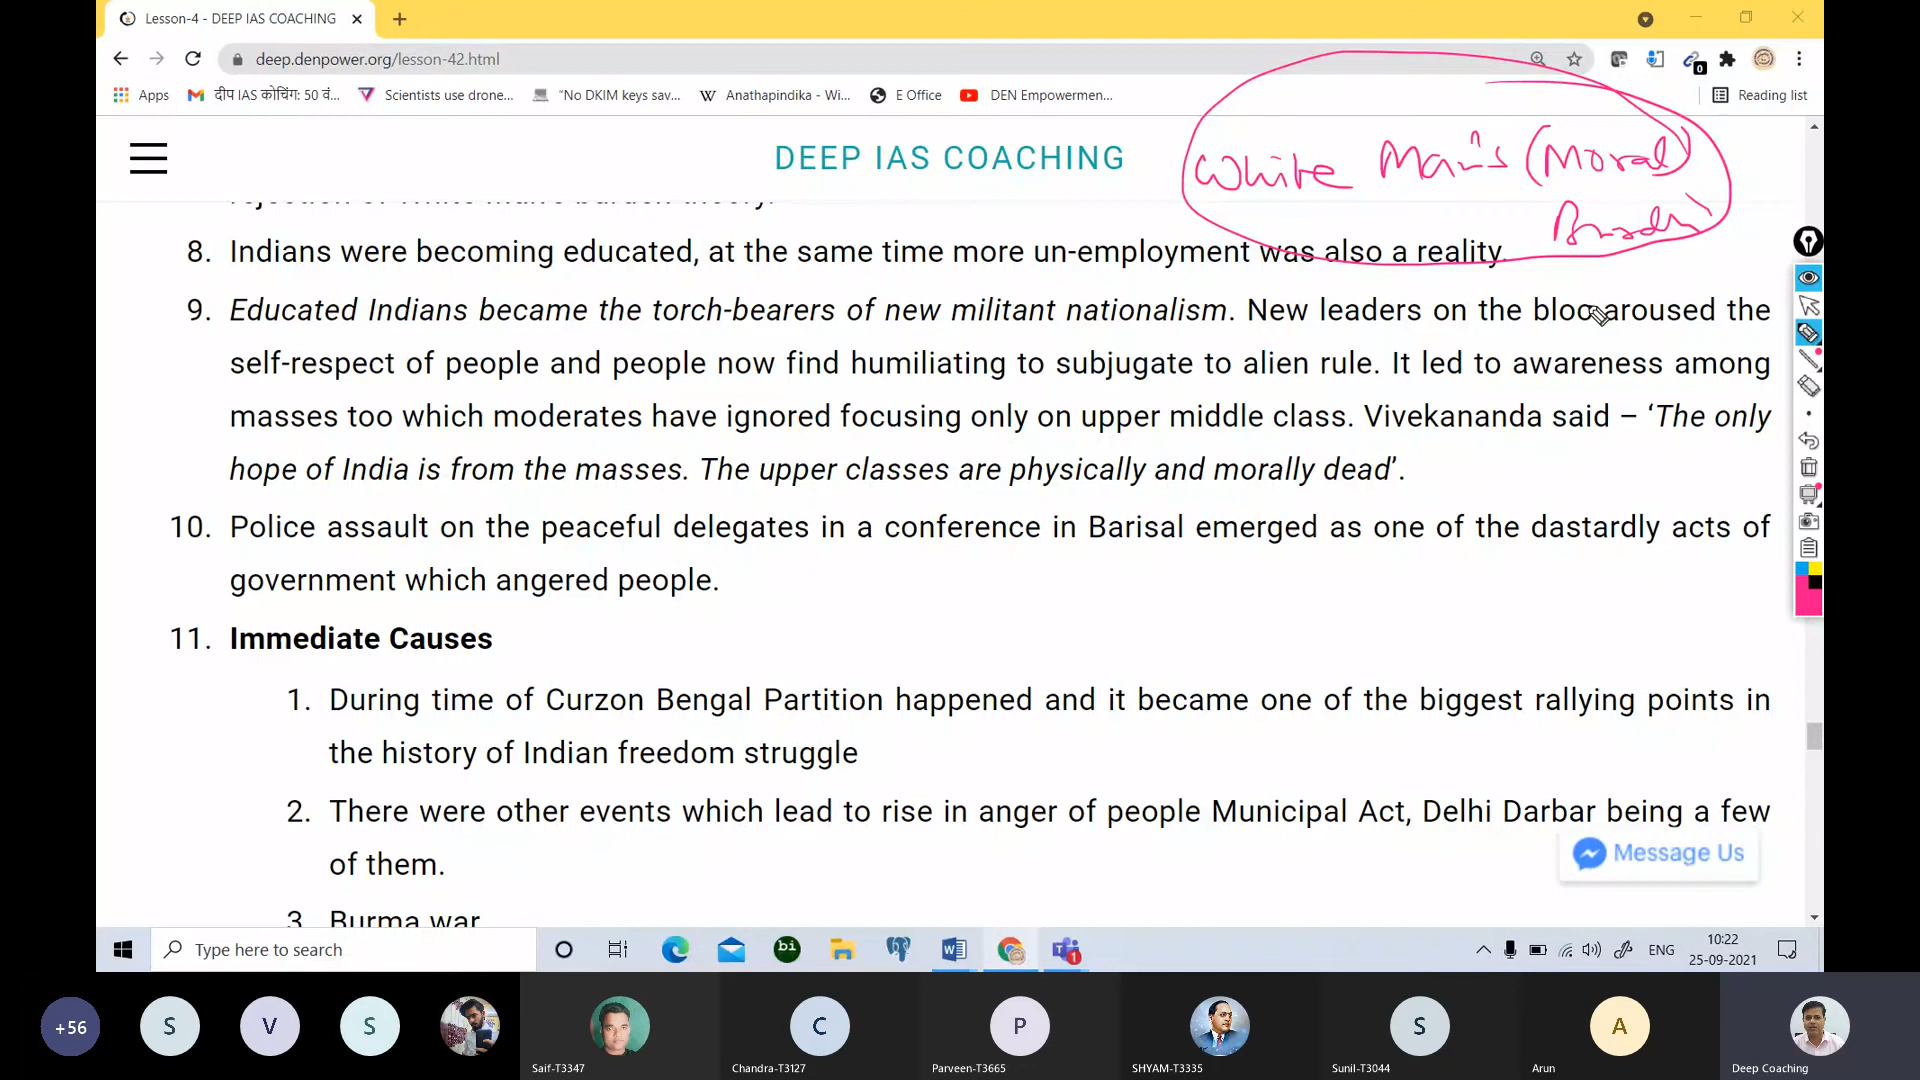 Lesson-4 - DEEP IAS COACHING
deep.denpower.org/lesson-42.html
0
Apps
दीप IAS कोचिंग: 50 वं...
Scientists use drone...
"No DKIM keys sav...
Anathapindika - Wi...
E Office
DEN Empowermen...
Reading list
DEEP IAS COACHING
White Man's (Moral)
8. Indians were becoming educated, at the same time more un-employment was also a reality.
9. Educated Indians became the torch-bearers of new militant nationalism. New leaders on the bloc aroused the
self-respect of people and people now find humiliating to subjugate to alien rule. It led to awareness among
masses too which moderates have ignored focusing only on upper middle class. Vivekananda said – ‘The only
hope of India is from the masses. The upper classes are physically and morally dead’.
10. Police assault on the peaceful delegates in a conference in Barisal emerged as one of the dastardly acts of
government which angered people.
11. Immediate Causes
1. During time of Curzon Bengal Partition happened and it became one of the biggest rallying points in
the history of Indian freedom struggle
2. There were other events which lead to rise in anger of people Municipal Act, Delhi Darbar being a few
of them.
Message Us
3. Burma war
Type here to search
bi
1
ENG
10:22
25-09-2021
+56
S
V
S
C
P
S
A
Saif-T3347
Chandra-T3127
Parveen-T3665
SHYAM-T3335
Sunil-T3044
Arun
Deep Coaching